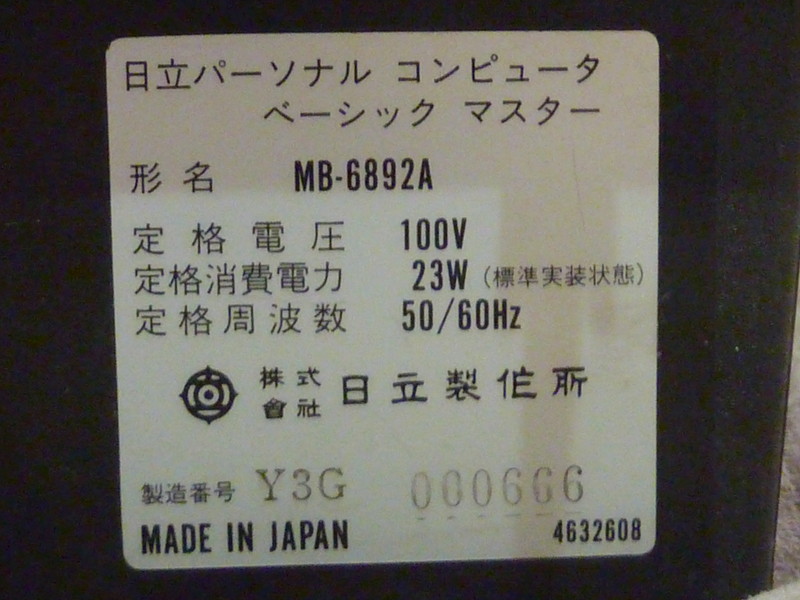 日立パーソナル コンピュータ
ベーシック マスター
形名 MB-6892A
定格電圧 100V
定格消費電力 23W (標準実装状態)
定格周波数 50/60Hz
株式會社 日立製作所
製造番号 Y3G 000666
MADE IN JAPAN 4632608